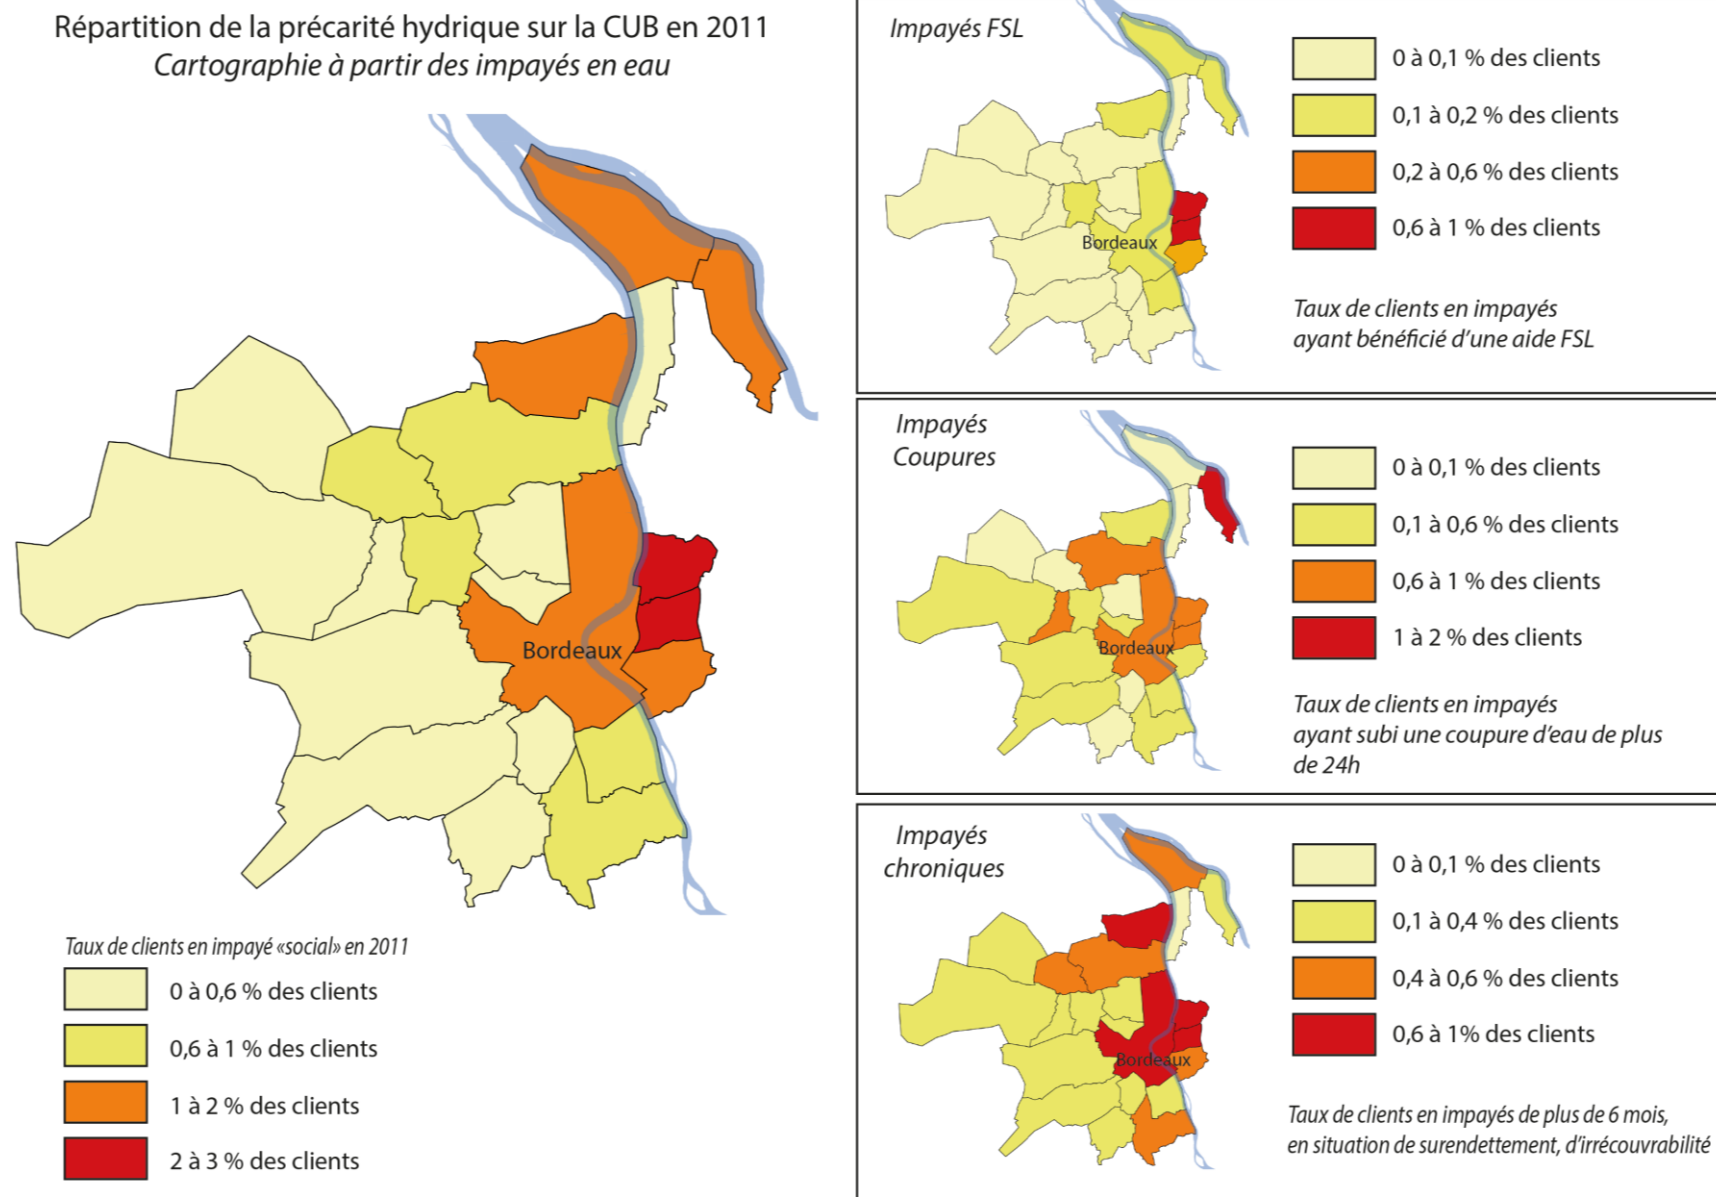 Répartition de la précarité hydrique sur la CUB en 2011
Cartographie à partir des impayés en eau
Bordeaux
Taux de clients en impayé «social» en 2011
0 à 0,6 % des clients
0,6 à 1 % des clients
1 à 2 % des clients
2 à 3 % des clients
Impayés FSL
Bordeaux
0 à 0,1 % des clients
0,1 à 0,2 % des clients
0,2 à 0,6 % des clients
0,6 à 1 % des clients
Taux de clients en impayés
ayant bénéficié d'une aide FSL
Impayés
Coupures
Bordeaux
0 à 0,1 % des clients
0,1 à 0,6 % des clients
0,6 à 1 % des clients
1 à 2 % des clients
Taux de clients en impayés
ayant subi une coupure d'eau de plus
de 24h
Impayés
chroniques
Bordeaux
0 à 0,1 % des clients
0,1 à 0,4 % des clients
0,4 à 0,6 % des clients
0,6 à 1% des clients
Taux de clients en impayés de plus de 6 mois,
en situation de surendettement, d'irrécouvrabilité